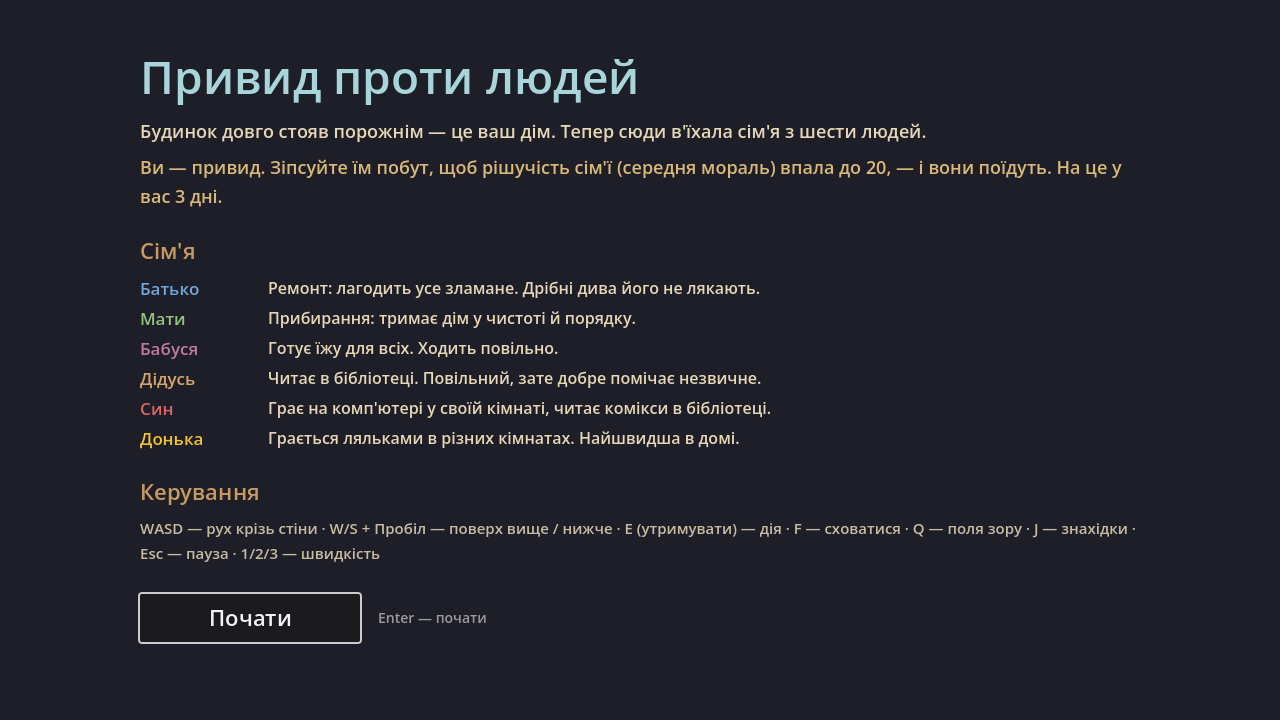 Привид проти людей
Будинок довго стояв порожнім — це ваш дім. Тепер сюди в'їхала сім'я з шести людей.
Ви — привид. Зіпсуйте їм побут, щоб рішучість сім'ї (середня мораль) впала до 20, — і вони поїдуть. На це у
вас 3 дні.
Сім'я
Батько Ремонт: лагодить усе зламане. Дрібні дива його не лякають.
Мати Прибирання: тримає дім у чистоті й порядку.
Бабуся Готує їжу для всіх. Ходить повільно.
Дідусь Читає в бібліотеці. Повільний, зате добре помічає незвичне.
Син Грає на комп'ютері у своїй кімнаті, читає комікси в бібліотеці.
Донька Грається ляльками в різних кімнатах. Найшвидша в домі.
Керування
WASD — рух крізь стіни · W/S + Пробіл — поверх вище / нижче · E (утримувати) — дія · F — сховатися · Q — поля зору · J — знахідки ·
Esc — пауза · 1/2/3 — швидкість
Почати Enter — почати